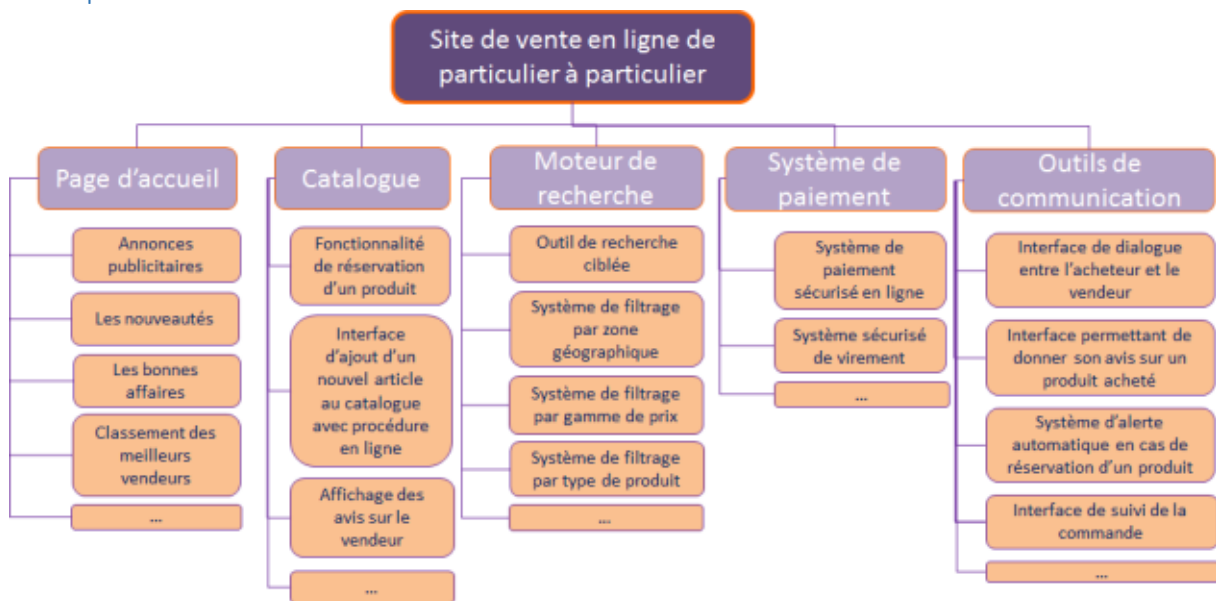 Site de vente en ligne de
particulier à particulier
Page d'accueil
Annonces
publicitaires
Les nouveautés
Les bonnes
affaires
Classement des
meilleurs
vendeurs
...
Catalogue
Fonctionnalité
de réservation
d'un produit
Interface
d'ajout d'un
nouvel article
au catalogue
avec procédure
en ligne
Affichage des
avis sur le
vendeur
...
Moteur de
recherche
Outil de recherche
ciblée
Système de filtrage
par zone
géographique
Système de filtrage
par gamme de prix
Système de filtrage
par type de produit
...
Système de
paiement
Système de
paiement
sécurisé en ligne
Système sécurisé
de virement
...
Outils de
communication
Interface de dialogue
entre l'acheteur et le
vendeur
Interface permettant de
donner son avis sur un
produit acheté
Système d'alerte
automatique en cas de
réservation d'un produit
Interface de suivi de la
commande
...